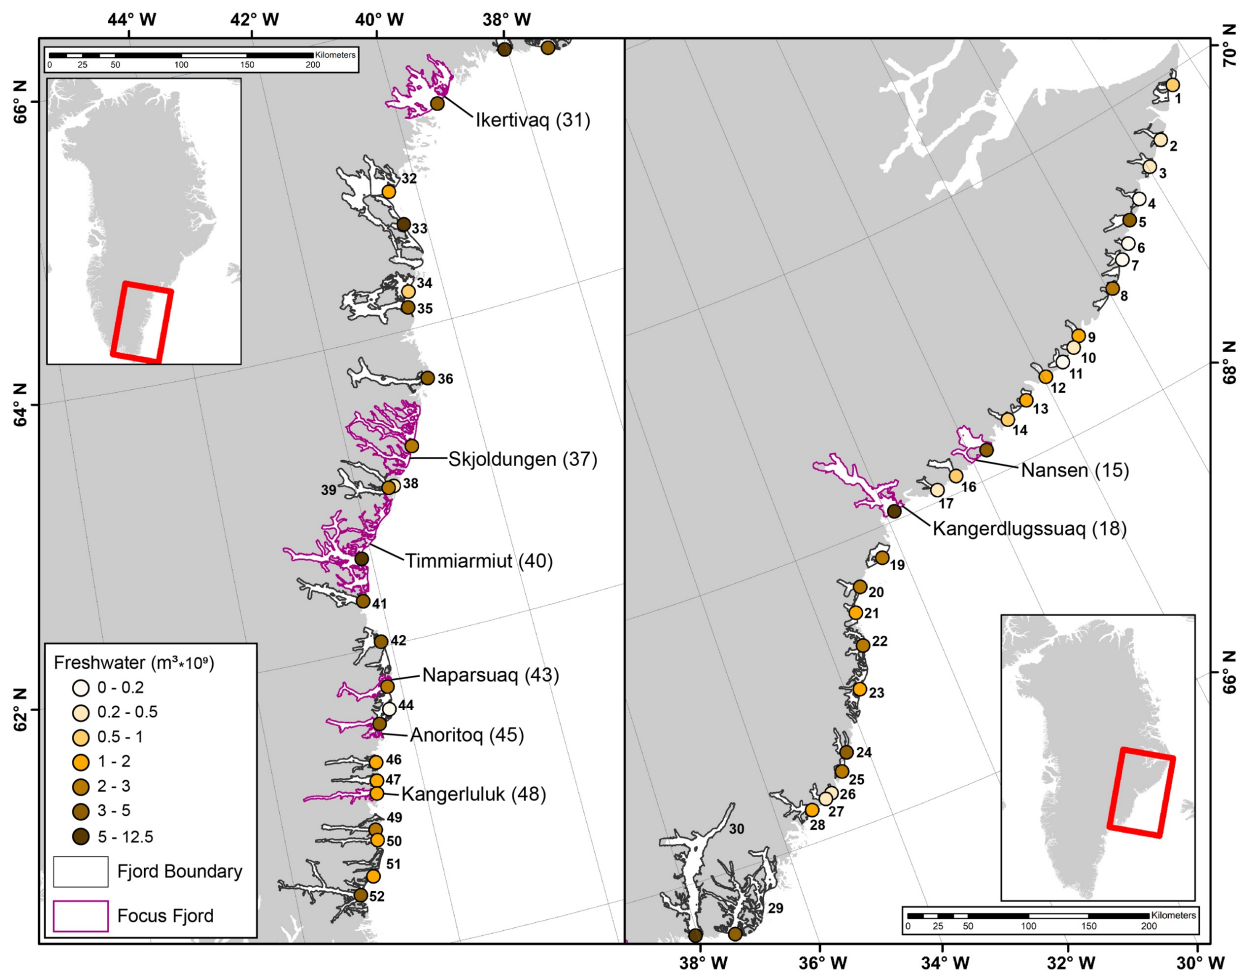 44° W
42° W
40° W
38° W
66° N
64° N
62° N
70° N
68° N
66° N
38° W
36° W
34° W
32° W
30° W
Kilometers
0 25 50 100 150 200
Ikertivaq (31)
32
33
34
35
36
Skjoldungen (37)
38
39
Timmiarmiut (40)
41
42
Naparsuaq (43)
44
Anoritoq (45)
46
47
Kangerluluk (48)
49
50
51
52
Freshwater (m³*10⁹)
0 - 0.2
0.2 - 0.5
0.5 - 1
1 - 2
2 - 3
3 - 5
5 - 12.5
Fjord Boundary
Focus Fjord
1
2
3
4
5
6
7
8
9
10
11
12
13
14
Nansen (15)
16
17
Kangerdlugssuaq (18)
19
20
21
22
23
24
25
26
27
28
29
30
Kilometers
0 25 50 100 150 200